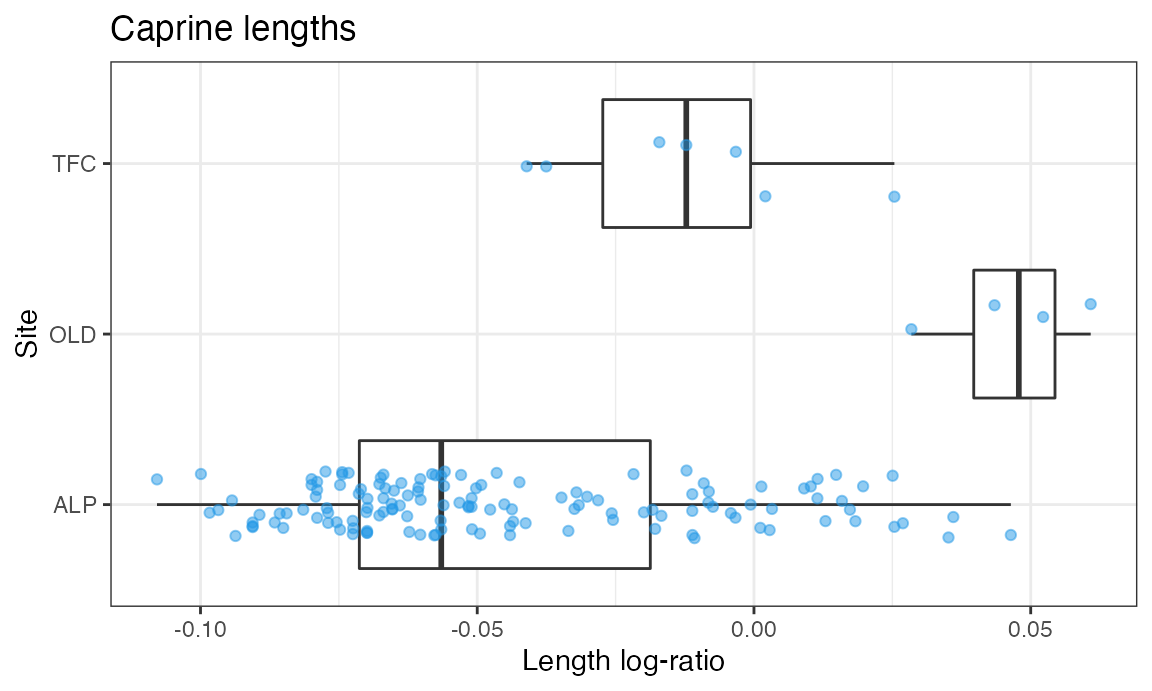 Caprine lengths
TFC
OLD
ALP
Site
-0.10
-0.05
0.00
0.05
Length log-ratio